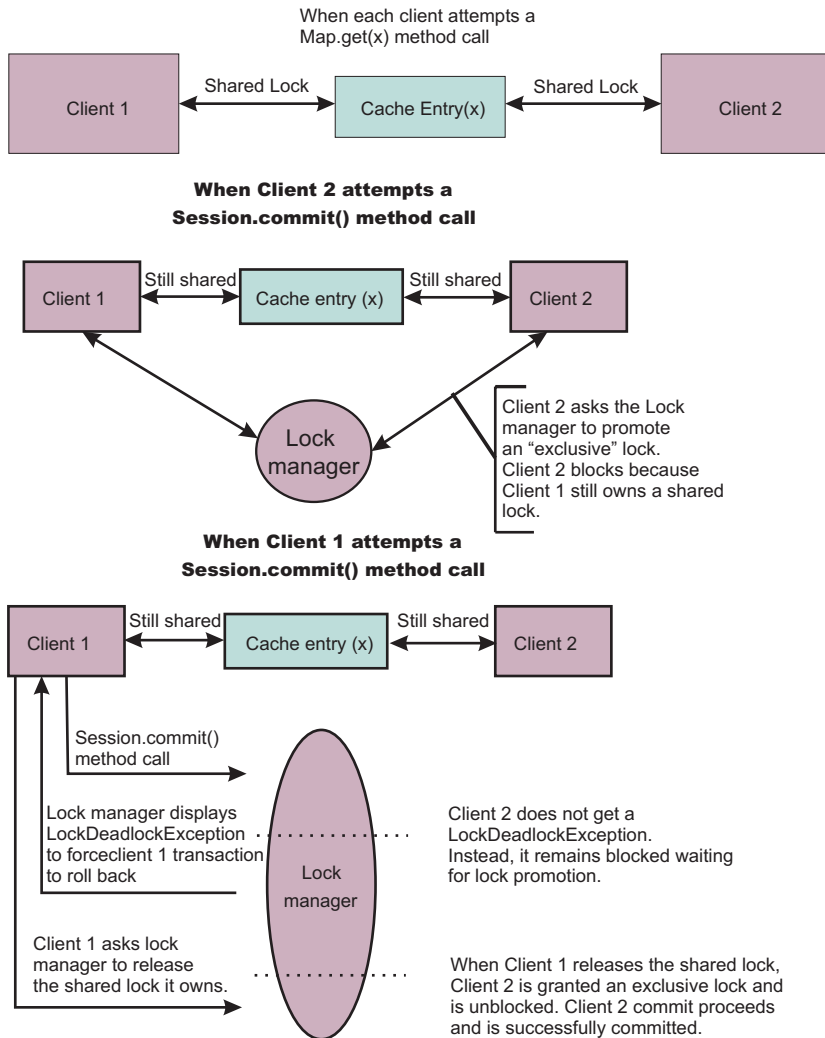 When each client attempts a
Map.get(x) method call
Client 1
Shared Lock
Cache Entry(x)
Shared Lock
Client 2
When Client 2 attempts a
Session.commit() method call
Client 1
Still shared
Cache entry (x)
Still shared
Client 2
Lock
manager
Client 2 asks the Lock
manager to promote
an “exclusive” lock.
Client 2 blocks because
Client 1 still owns a shared
lock.
When Client 1 attempts a
Session.commit() method call
Client 1
Still shared
Cache entry (x)
Still shared
Client 2
Session.commit()
method call
Lock manager displays
LockDeadlockException
to forceclient 1 transaction
to roll back
Lock
manager
Client 2 does not get a
LockDeadlockException.
Instead, it remains blocked waiting
for lock promotion.
Client 1 asks lock
manager to release
the shared lock it owns.
When Client 1 releases the shared lock,
Client 2 is granted an exclusive lock and
is unblocked. Client 2 commit proceeds
and is successfully committed.